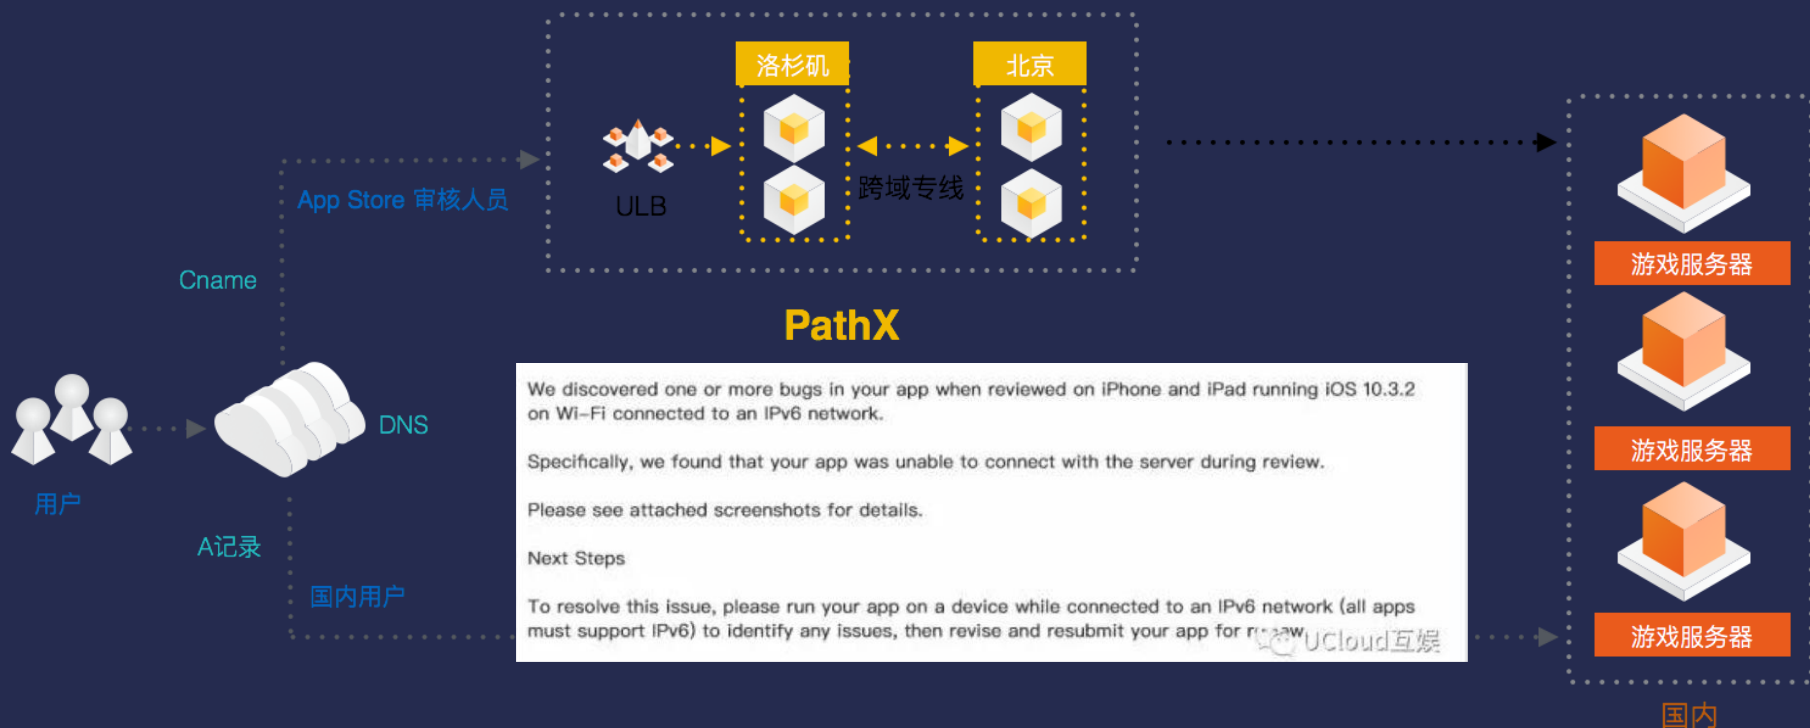 洛杉矶
北京
App Store 审核人员
ULB
跨域专线
Cname
PathX
游戏服务器
DNS
用户
A记录
国内用户
We discovered one or more bugs in your app when reviewed on iPhone and iPad running iOS 10.3.2
on Wi-Fi connected to an IPv6 network.
Specifically, we found that your app was unable to connect with the server during review.
Please see attached screenshots for details.
Next Steps
To resolve this issue, please run your app on a device while connected to an IPv6 network (all apps
must support IPv6) to identify any issues, then revise and resubmit your app for
UCloud互娱
游戏服务器
游戏服务器
国内